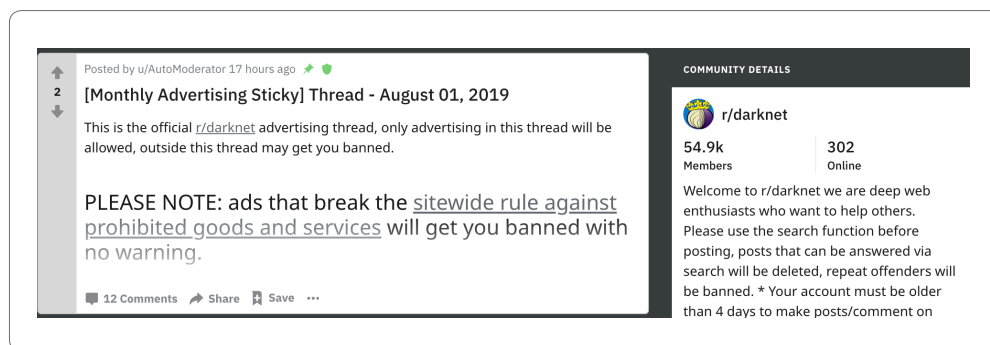 Posted by u/AutoModerator 17 hours ago
2
[Monthly Advertising Sticky] Thread - August 01, 2019
This is the official r/darknet advertising thread, only advertising in this thread will be
allowed, outside this thread may get you banned.
PLEASE NOTE: ads that break the sitewide rule against
prohibited goods and services will get you banned with
no warning.
12 Comments Share Save ...
COMMUNITY DETAILS
r/darknet
54.9k 302
Members Online
Welcome to r/darknet we are deep web
enthusiasts who want to help others.
Please use the search function before
posting, posts that can be answered via
search will be deleted, repeat offenders will
be banned. * Your account must be older
than 4 days to make posts/comment on